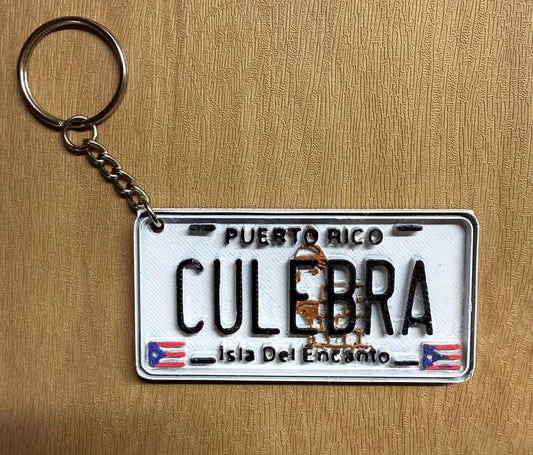 PUERTO RICO
CULEBRA
Isla Del Encanto